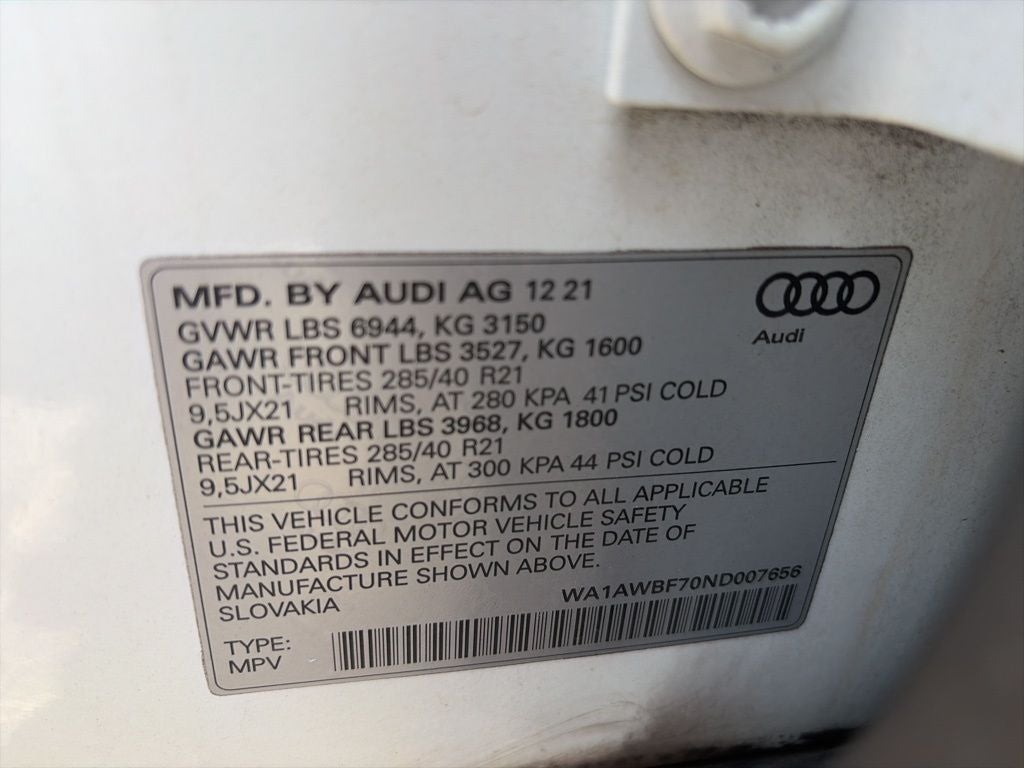 MFD. BY AUDI AG 12 21
GVWR LBS 6944, KG 3150
GAWR FRONT LBS 3527, KG 1600
FRONT-TIRES 285/40 R21
9,5JX21 RIMS, AT 280 KPA 41 PSI COLD
GAWR REAR LBS 3968, KG 1800
REAR-TIRES 285/40 R21
9,5JX21 RIMS, AT 300 KPA 44 PSI COLD
Audi
THIS VEHICLE CONFORMS TO ALL APPLICABLE
U.S. FEDERAL MOTOR VEHICLE SAFETY
STANDARDS IN EFFECT ON THE DATE OF
MANUFACTURE SHOWN ABOVE.
SLOVAKIA
WA1AWBF70ND007656
TYPE:
MPV